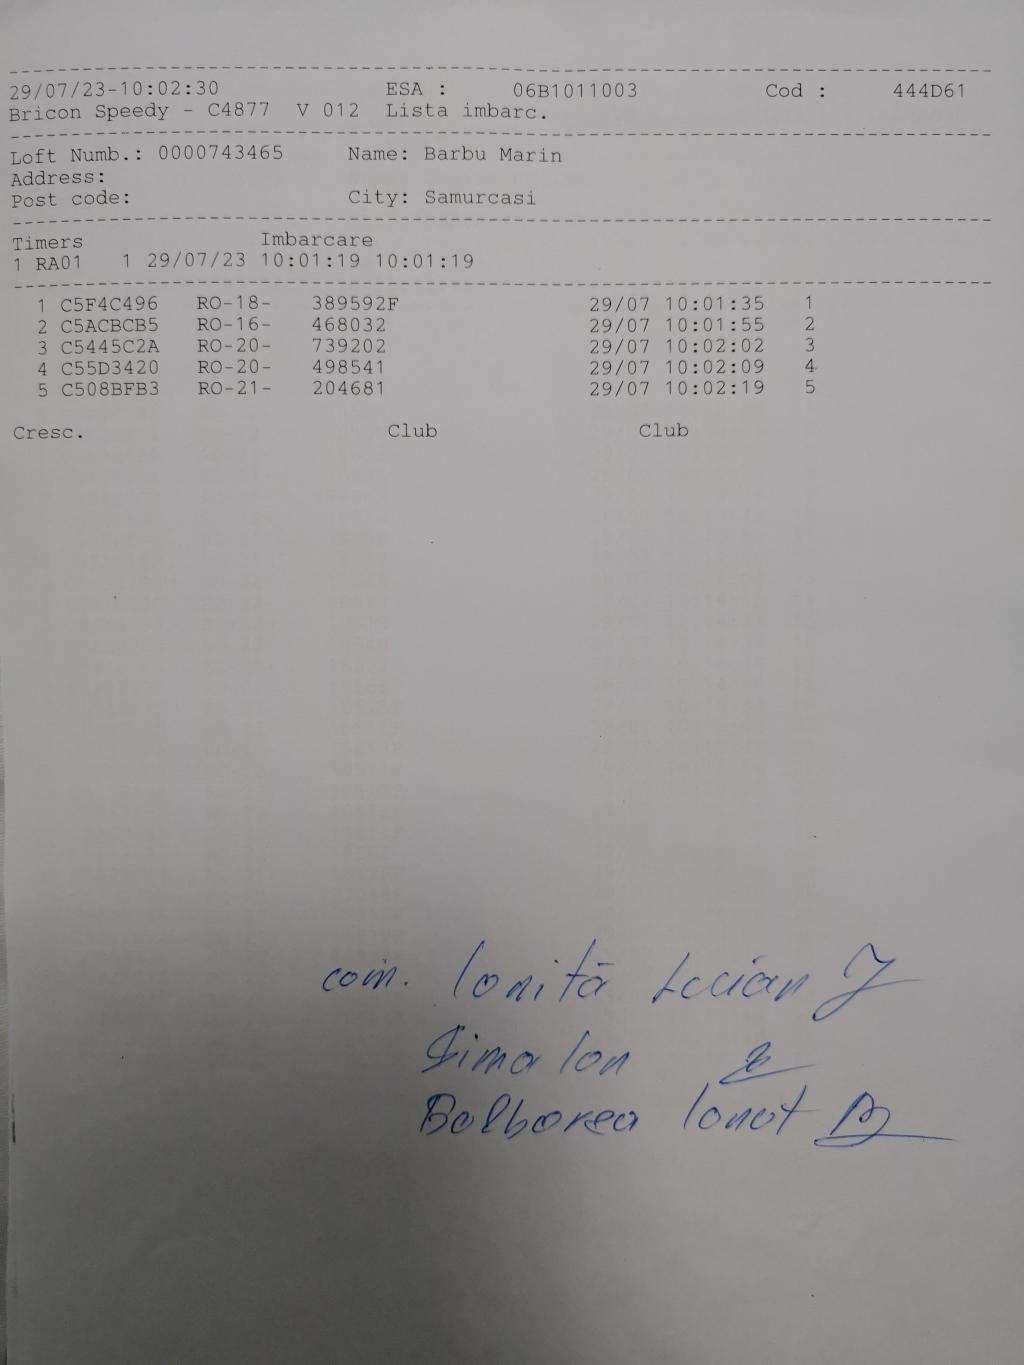 29/07/23-10:02:30 ESA : 06B1011003 Cod : 444D61
Bricon Speedy - C4877 V 012 Lista imbarc.
Loft Numb.: 0000743465 Name: Barbu Marin
Address:
Post code: City: Samurcasi
Timers Imbarcare
1 RA01 1 29/07/23 10:01:19 10:01:19
1 C5F4C496 RO-18- 389592F 29/07 10:01:35 1
2 C5ACBCB5 RO-16- 468032 29/07 10:01:55 2
3 C5445C2A RO-20- 739202 29/07 10:02:02 3
4 C55D3420 RO-20- 498541 29/07 10:02:09 4
5 C508BFB3 RO-21- 204681 29/07 10:02:19 5
Cresc. Club Club
com. Ioniță Lucian
Sima Ion
Bolborea Ionut